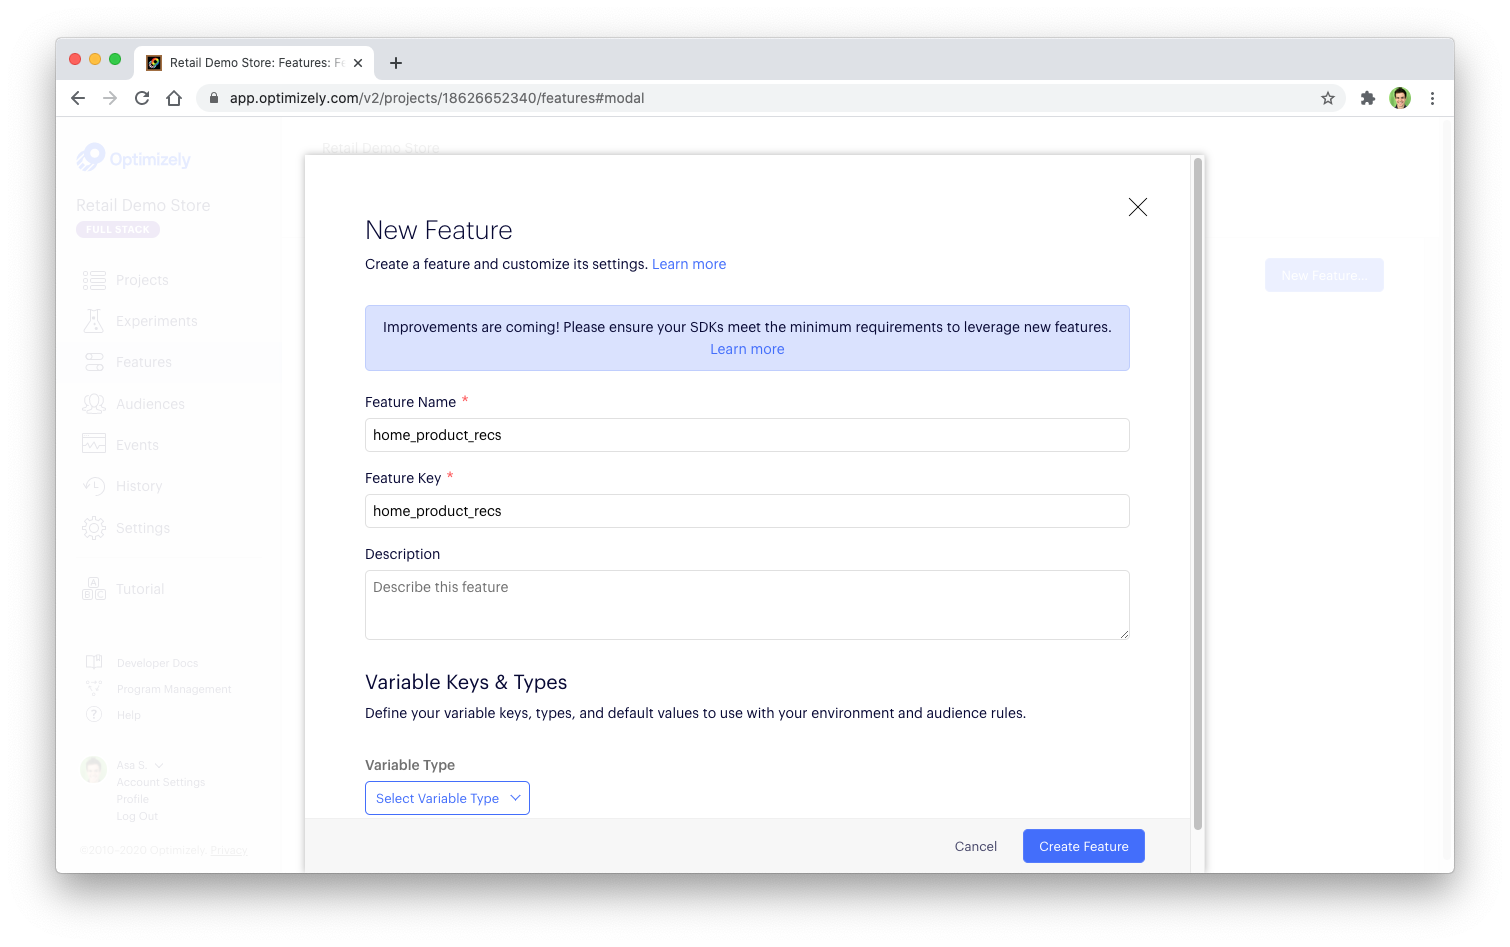 Retail Demo Store: Features: Fe
app.optimizely.com/v2/projects/18626652340/features#modal
Optimizely
Retail Demo Store
FULL STACK
Projects
Experiments
Features
Audiences
Events
History
Settings
Tutorial
Developer Docs
Program Management
Help
Asa S.
Account Settings
Profile
Log Out
©2010–2020 Optimizely. Privacy
Retail Demo Store
New Feature...
New Feature
Create a feature and customize its settings. Learn more
Improvements are coming! Please ensure your SDKs meet the minimum requirements to leverage new features.
Learn more
Feature Name *
home_product_recs
Feature Key *
home_product_recs
Description
Describe this feature
Variable Keys & Types
Define your variable keys, types, and default values to use with your environment and audience rules.
Variable Type
Select Variable Type
Cancel
Create Feature